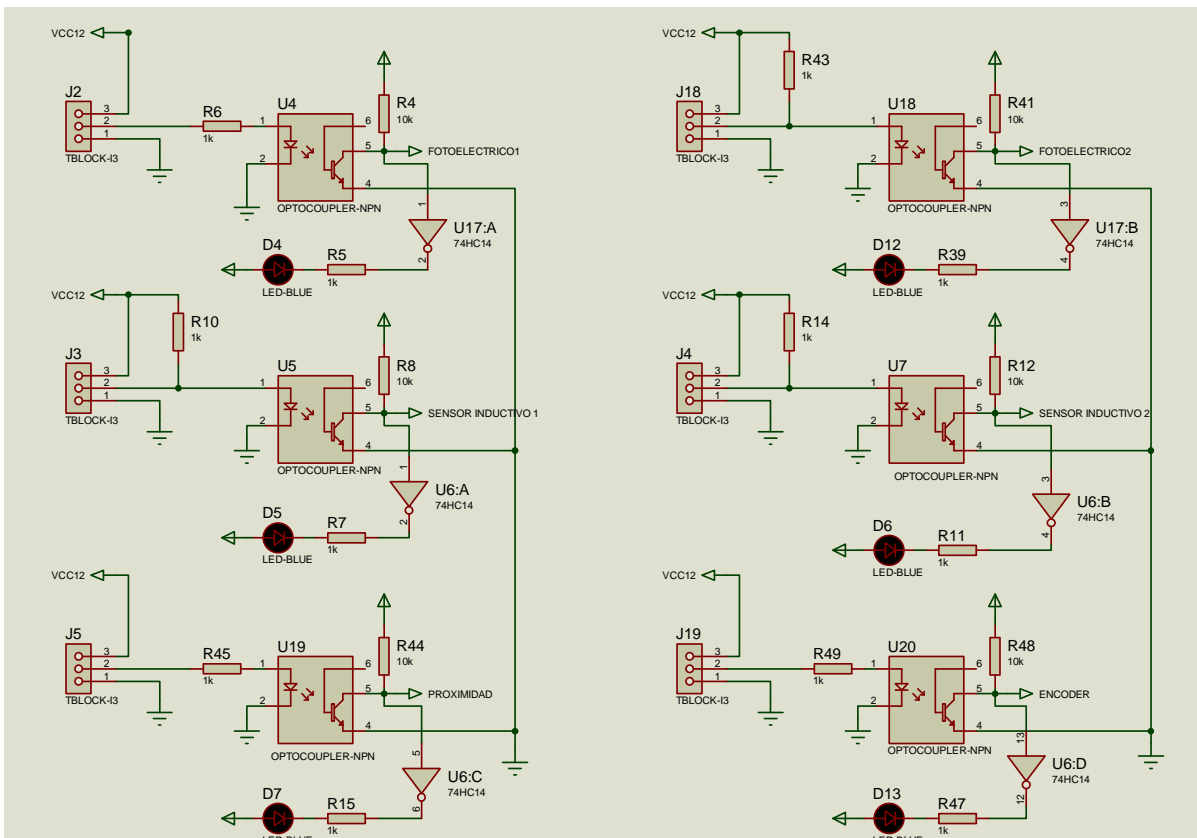 VCC12
J2
3
2
1
TBLOCK-I3
R6
1k
U4
1
2
6
5
4
OPTOCOUPLER-NPN
R4
10k
FOTOELECTRICO1
1
2
U17:A
74HC14
D4
LED-BLUE
R5
1k
VCC12
R43
1k
J18
3
2
1
TBLOCK-I3
U18
1
2
6
5
4
OPTOCOUPLER-NPN
R41
10k
FOTOELECTRICO2
3
4
U17:B
74HC14
D12
LED-BLUE
R39
1k
VCC12
R10
1k
J3
3
2
1
TBLOCK-I3
U5
1
2
6
5
4
OPTOCOUPLER-NPN
R8
10k
SENSOR INDUCTIVO 1
1
2
U6:A
74HC14
D5
LED-BLUE
R7
1k
VCC12
R14
1k
J4
3
2
1
TBLOCK-I3
U7
1
2
6
5
4
OPTOCOUPLER-NPN
R12
10k
SENSOR INDUCTIVO 2
3
4
U6:B
74HC14
D6
LED-BLUE
R11
1k
VCC12
J5
3
2
1
TBLOCK-I3
R45
1k
U19
1
2
6
5
4
OPTOCOUPLER-NPN
R44
10k
PROXIMIDAD
5
6
U6:C
74HC14
D7
LED-BLUE
R15
1k
VCC12
J19
3
2
1
TBLOCK-I3
R49
1k
U20
1
2
6
5
4
OPTOCOUPLER-NPN
R48
10k
ENCODER
13
12
U6:D
74HC14
D13
LED-BLUE
R47
1k